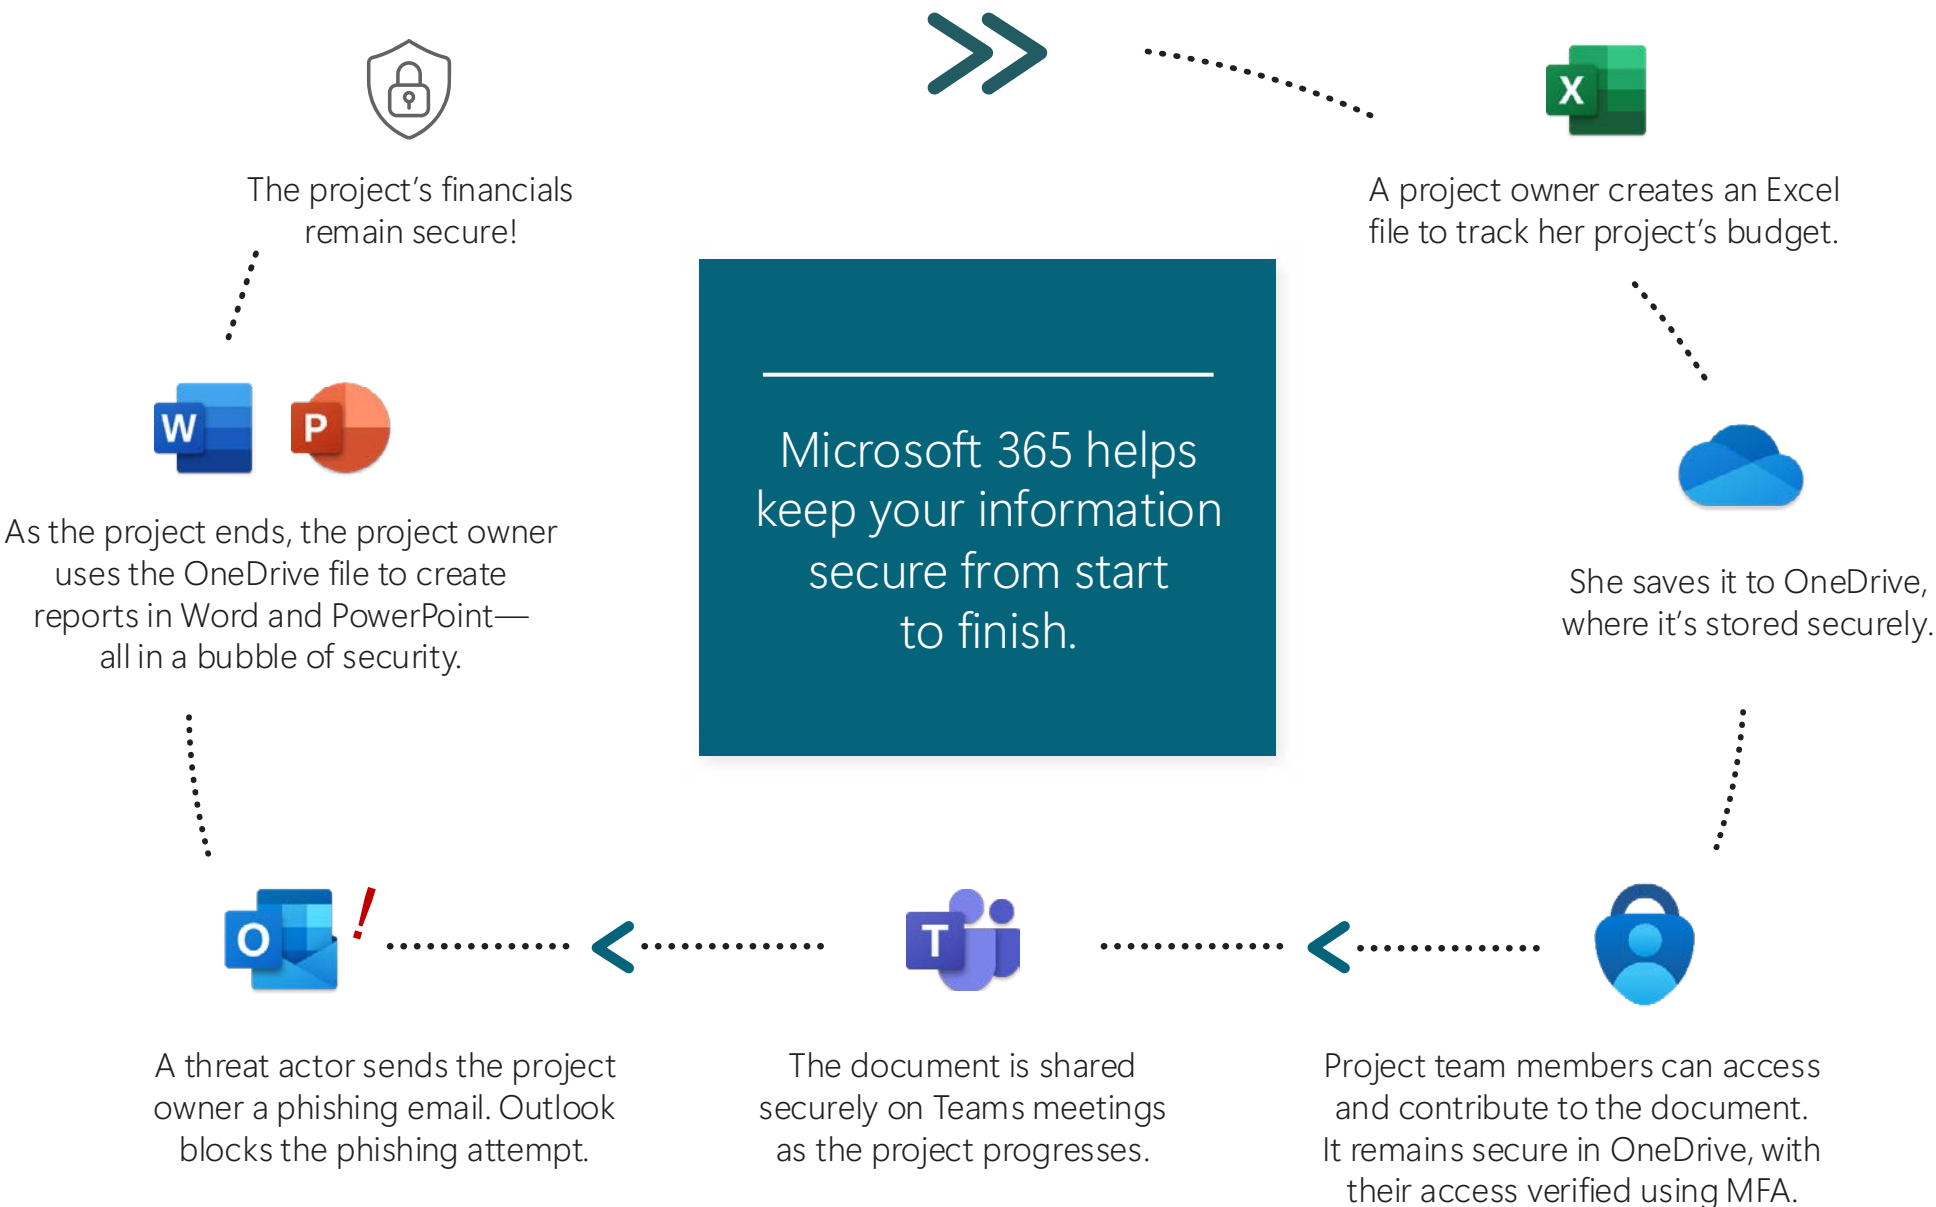 X
A project owner creates an Excel
file to track her project's budget.
She saves it to OneDrive,
where it's stored securely.
Project team members can access
and contribute to the document.
It remains secure in OneDrive, with
their access verified using MFA.
T
The document is shared
securely on Teams meetings
as the project progresses.
O
!
A threat actor sends the project
owner a phishing email. Outlook
blocks the phishing attempt.
W
P
As the project ends, the project owner
uses the OneDrive file to create
reports in Word and PowerPoint—
all in a bubble of security.
The project's financials
remain secure!
Microsoft 365 helps
keep your information
secure from start
to finish.